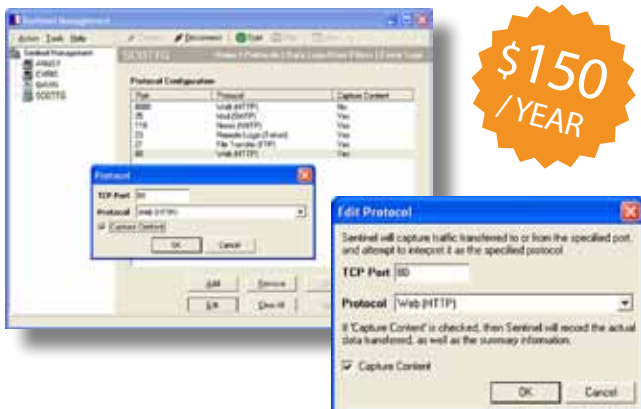 Sentinel Management
Action Tools Help
Disconnect
Start
Sentinel Management
SCOTTG
SCOTTG
Protocol Configuration
Port Protocol Capture Content
8080 Web (HTTP) No
25 Mail (SMTP) Yes
119 News (NNTP) Yes
23 Remote Login (Telnet) Yes
21 File Transfer (FTP) Yes
80 Web (HTTP) Yes
Protocol
TCP Port 80
Protocol Web (HTTP)
Capture Content
OK Cancel
Add Remove
Edit Clear All
$150
/ YEAR
Edit Protocol
Sentinel will capture traffic transferred to or from the specified port,
and attempt to interpret it as the specified protocol.
TCP Port 80
Protocol Web (HTTP)
If 'Capture Content' is checked, then Sentinel will record the actual
data transferred, as well as the summary information.
Capture Content
OK Cancel